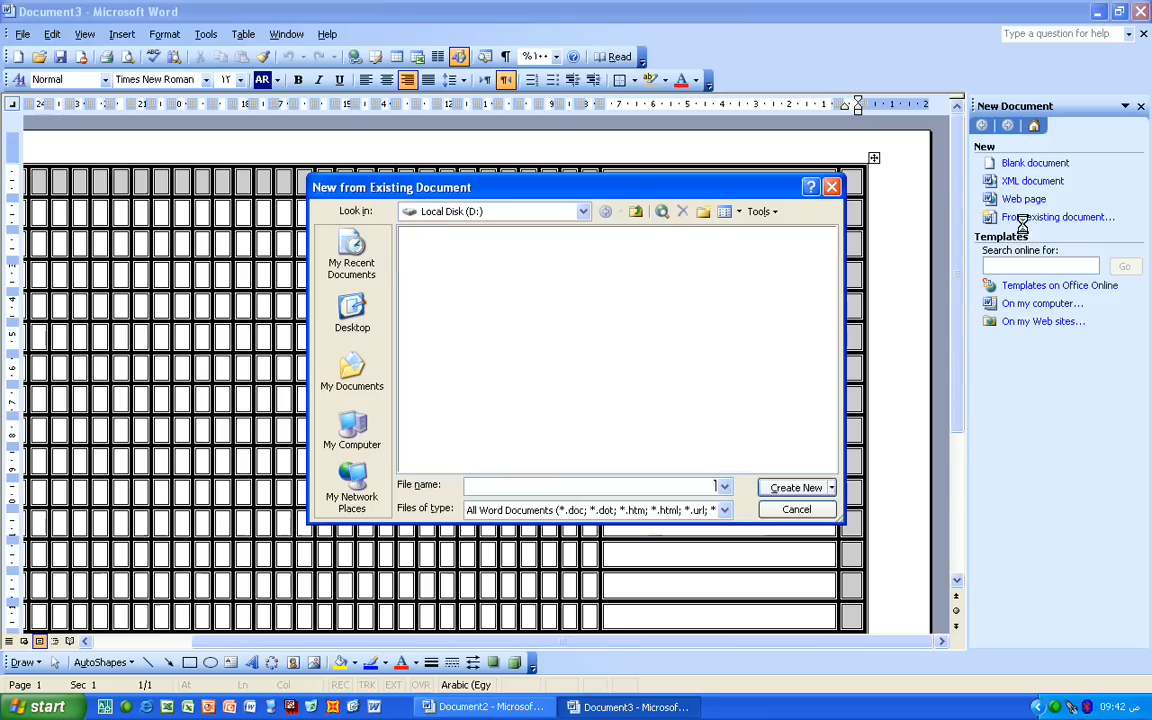 Document3 - Microsoft Word
File Edit View Insert Format Tools Table Window Help
Type a question for help
%١٠٠
Read
Normal
Times New Roman
١٢
AR
B I U
New Document
New
Blank document
XML document
Web page
From existing document...
Templates
Search online for:
Go
Templates on Office Online
On my computer...
On my Web sites...
New from Existing Document
Look in:
Local Disk (D:)
Tools
My Recent
Documents
Desktop
My Documents
My Computer
My Network
Places
File name:
Create New
Files of type:
All Word Documents (*.doc; *.dot; *.htm; *.html; *.url; *
Cancel
Draw
AutoShapes
Page 1 Sec 1 1/1 At Ln Col REC TRK EXT OVR Arabic (Egy
start
Document2 - Microsof...
Document3 - Microsof...
09:42 ص